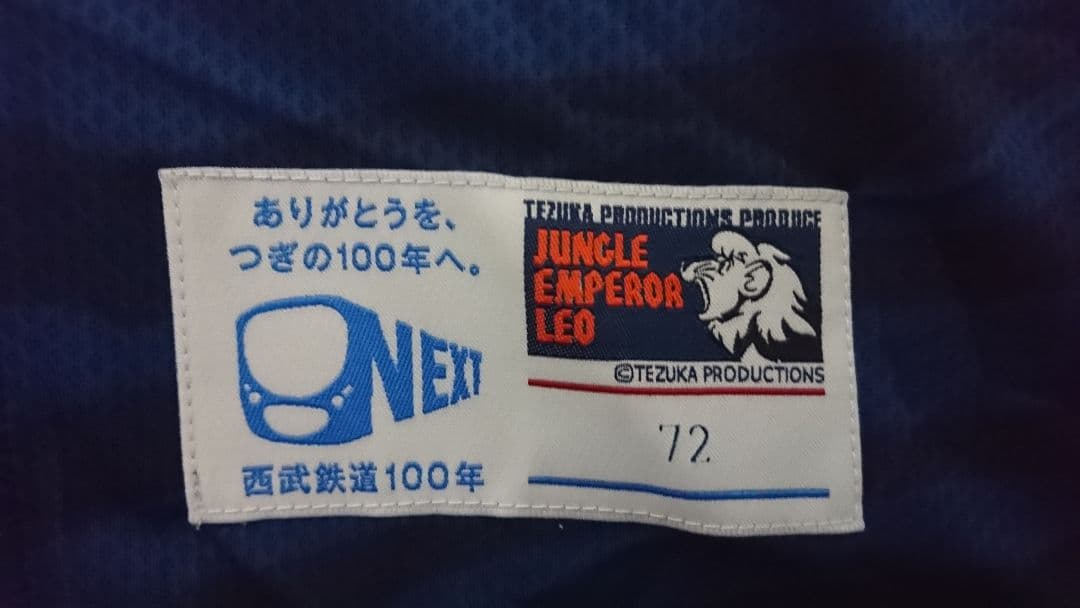 ありがとうを、
つぎの100年へ。
NEXT
西武鉄道100年
TEZUKA PRODUCTIONS PRODUCE
JUNGLE
EMPEROR
LEO
©TEZUKA PRODUCTIONS
72